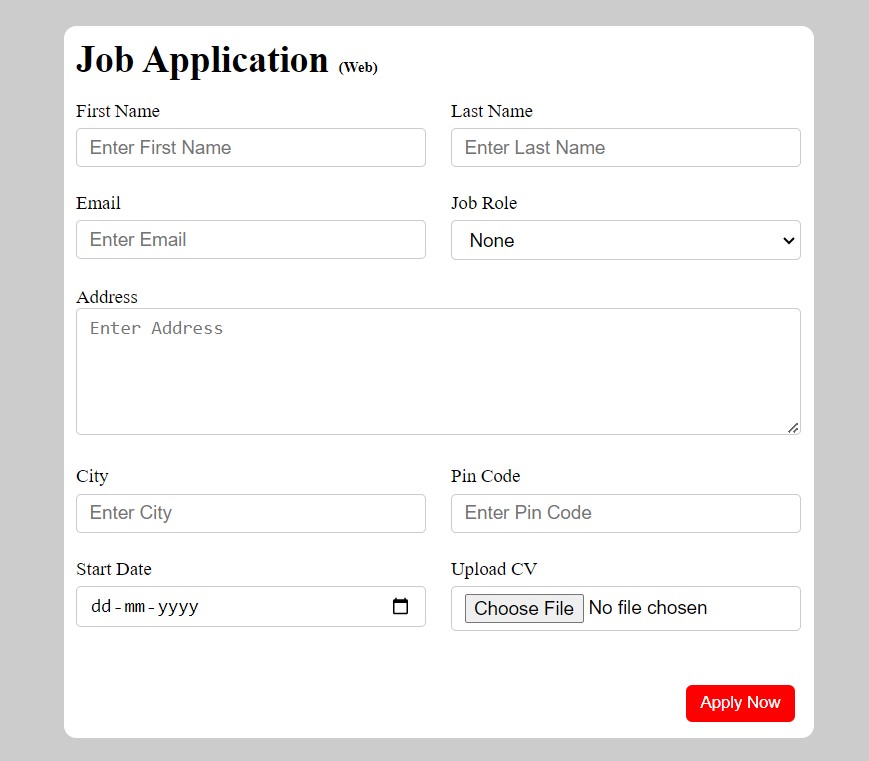 Job Application (Web)
First Name
Last Name
Enter First Name
Enter Last Name
Email
Job Role
Enter Email
None
Address
Enter Address
City
Pin Code
Enter City
Enter Pin Code
Start Date
Upload CV
dd-mm-yyyy
Choose File No file chosen
Apply Now